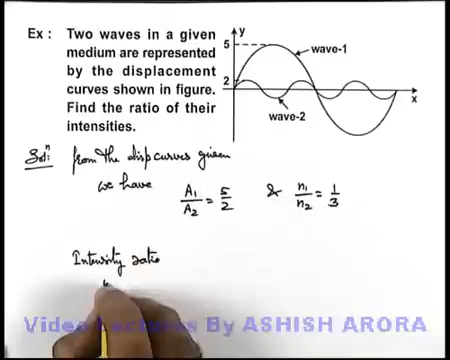 Ex : Two waves in a given
medium are represented
by the displacement
curves shown in figure.
Find the ratio of their
intensities.
y
5
wave-1
2
x
wave-2
Solⁿ: from the disp curves given
we have
A₁/A₂ = 5/2 & n₁/n₂ = 1/3
Intensity ratio
Video Lectures By ASHISH ARORA